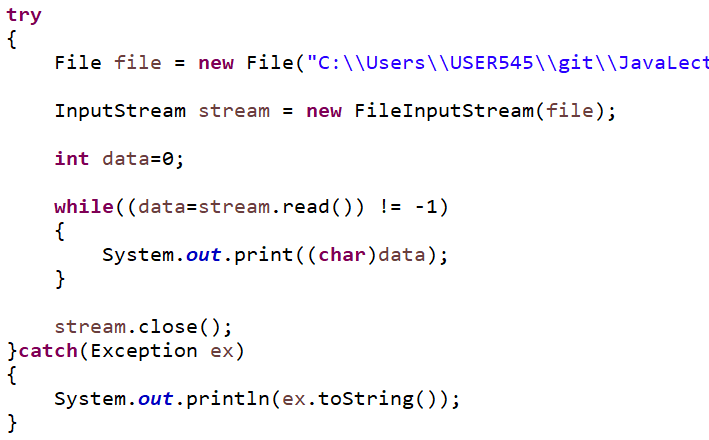 try
{
    File file = new File("C:\\Users\\USER545\\git\\JavaLect
    InputStream stream = new FileInputStream(file);
    int data=0;
    while((data=stream.read()) != -1)
    {
        System.out.print((char)data);
    }
    stream.close();
}catch(Exception ex)
{
    System.out.println(ex.toString());
}